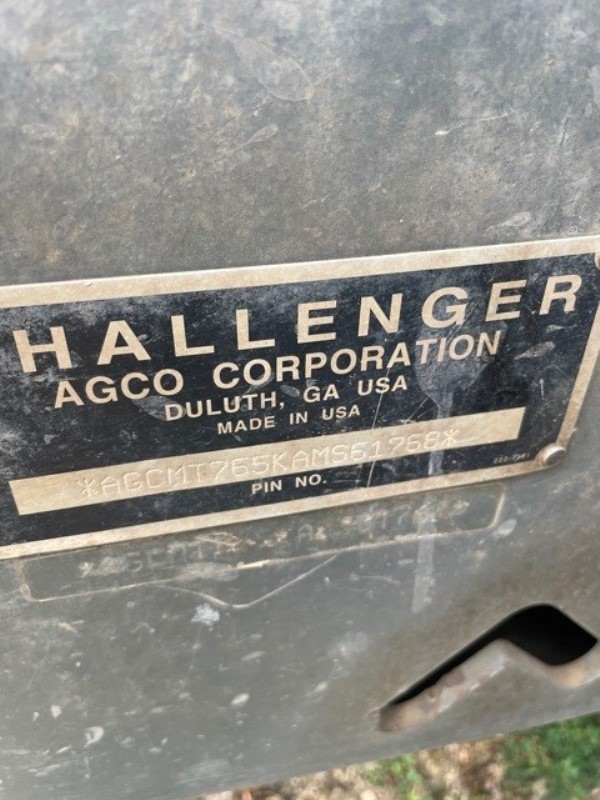 HALLENGER
AGCO CORPORATION
DULUTH, GA USA
MADE IN USA
*AGCMT765KAMS61768*
PIN NO.